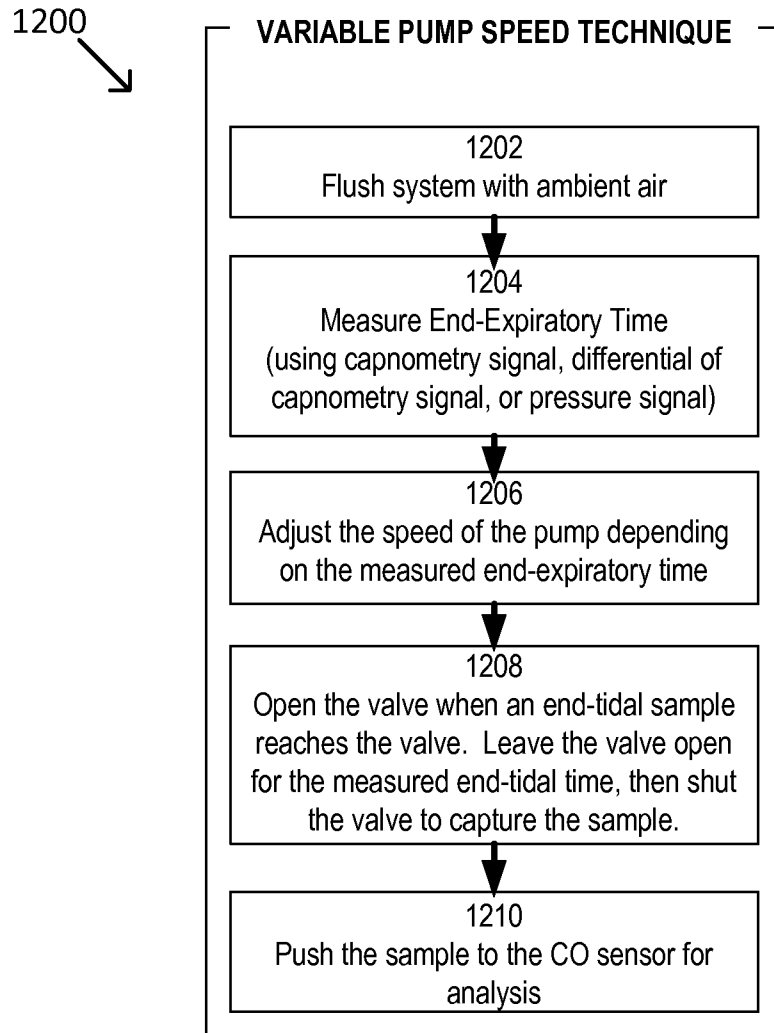 1200
VARIABLE PUMP SPEED TECHNIQUE
1202
Flush system with ambient air
1204
Measure End-Expiratory Time
(using capnometry signal, differential of
capnometry signal, or pressure signal)
1206
Adjust the speed of the pump depending
on the measured end-expiratory time
1208
Open the valve when an end-tidal sample
reaches the valve.  Leave the valve open
for the measured end-tidal time, then shut
the valve to capture the sample.
1210
Push the sample to the CO sensor for
analysis